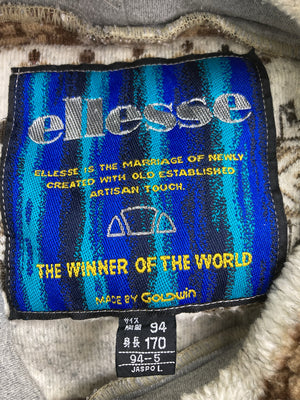 ellesse
ELLESSE IS THE MARRIAGE OF NEWLY
CREATED WITH OLD ESTABLISHED
ARTISAN TOUCH.
THE WINNER OF THE WORLD
MADE BY GOLDWIN
サイズ
胸囲 94
身長 170
94-5
JASPO L